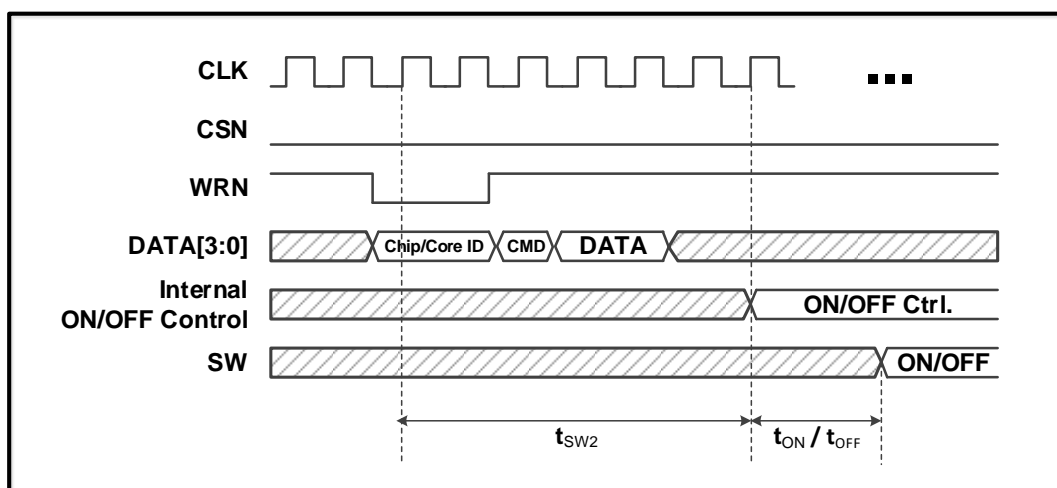 CLK
CSN
WRN
DATA[3:0] Chip/Core ID CMD DATA
Internal
ON/OFF Control ON/OFF Ctrl.
SW ON/OFF
tSW2 tON / tOFF